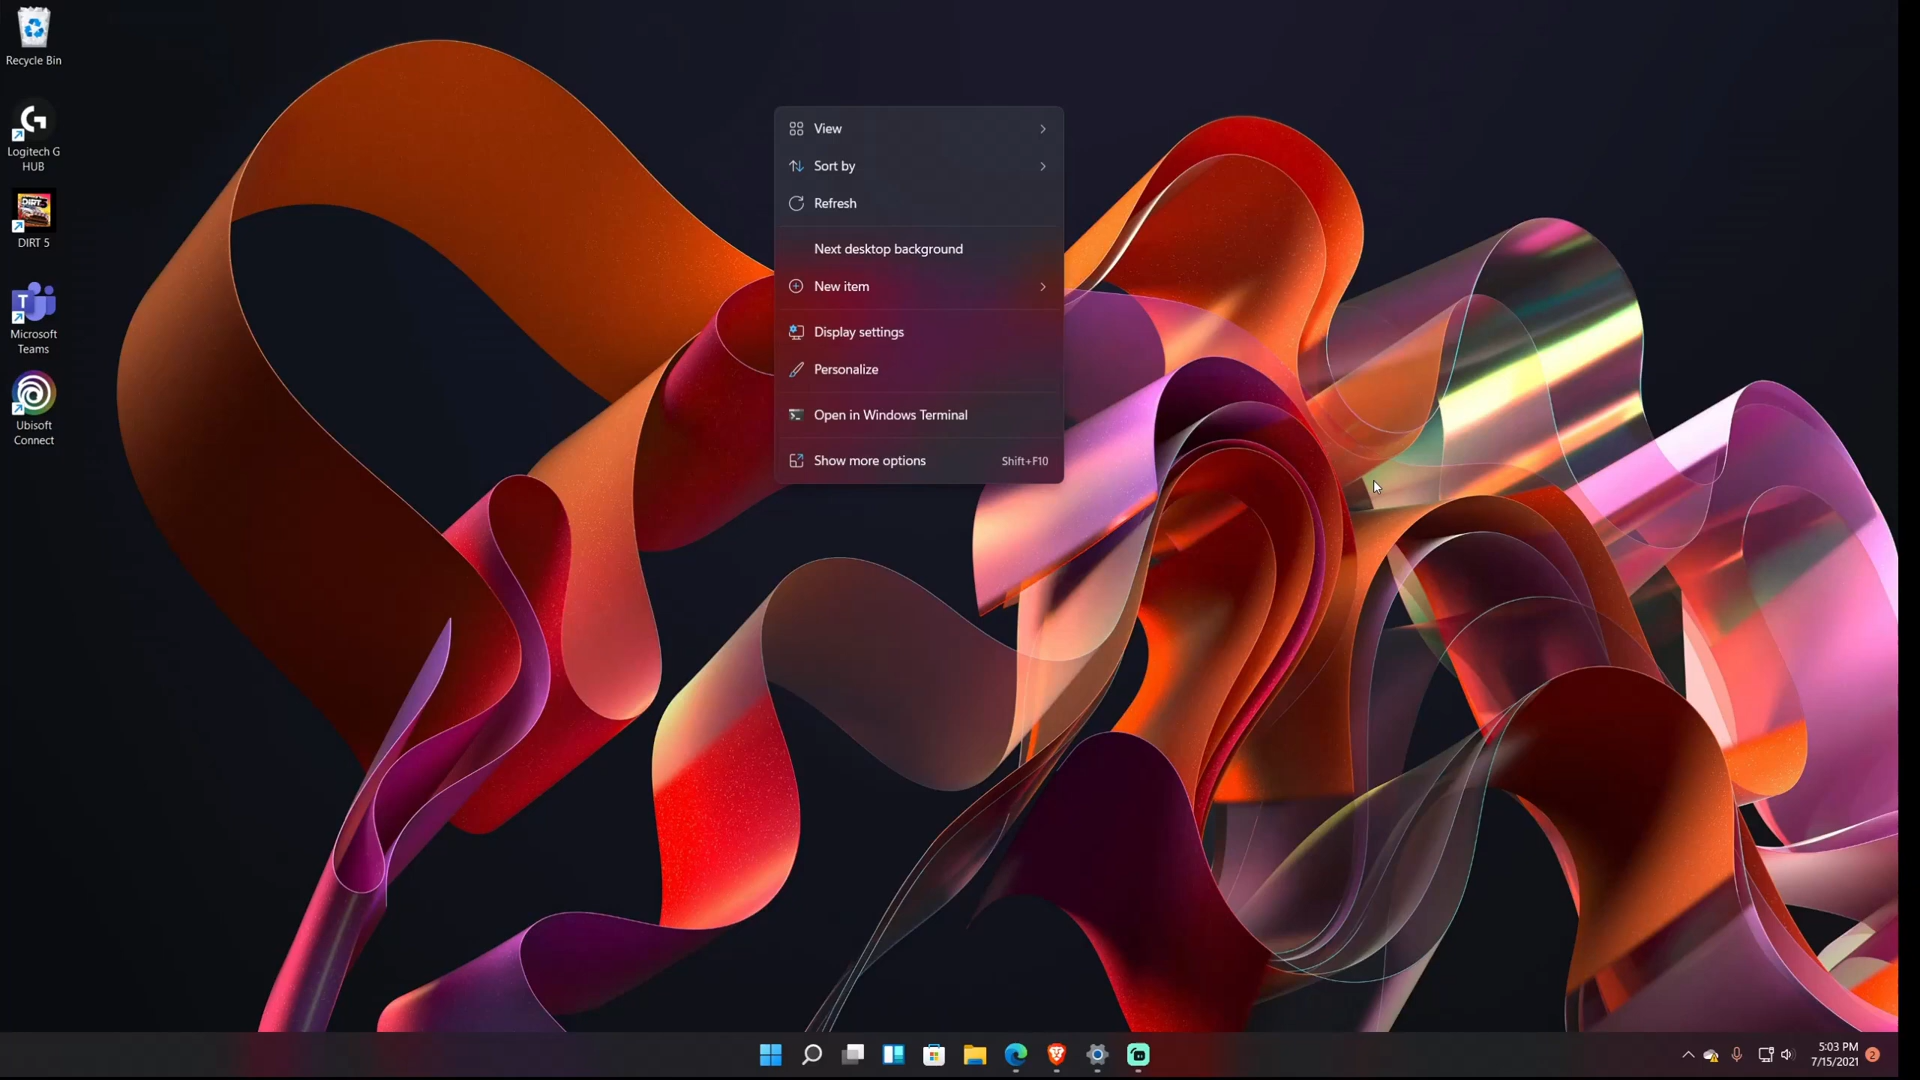 Recycle Bin
Logitech G
HUB
DIRT 5
DIRT 5
Microsoft
Teams
Ubisoft
Connect
View
Sort by
Refresh
Next desktop background
New item
Display settings
Personalize
Open in Windows Terminal
Show more options Shift+F10
5:03 PM
7/15/2021
2